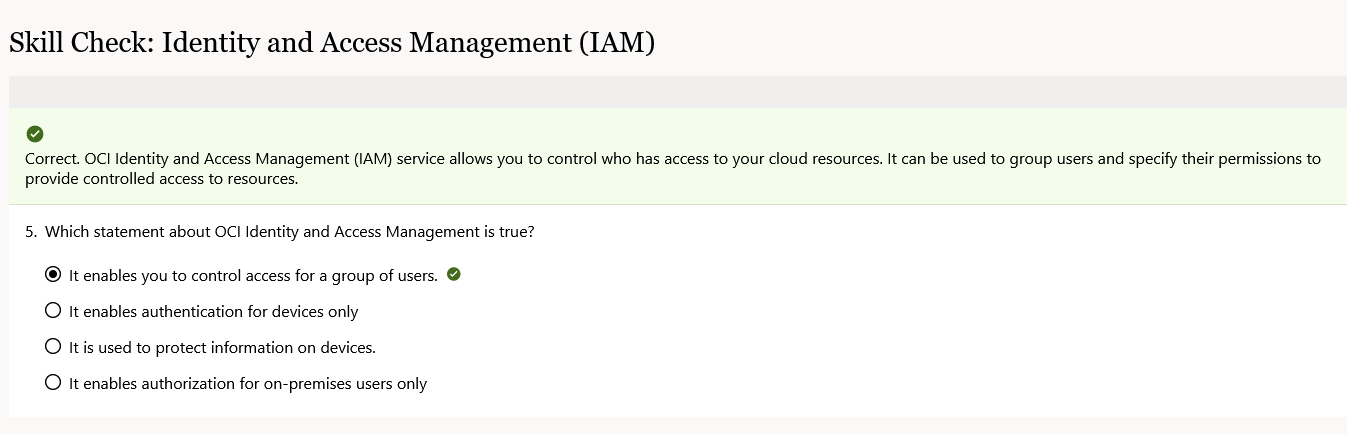 Skill Check: Identity and Access Management (IAM)
Correct. OCI Identity and Access Management (IAM) service allows you to control who has access to your cloud resources. It can be used to group users and specify their permissions to
provide controlled access to resources.
5. Which statement about OCI Identity and Access Management is true?
It enables you to control access for a group of users.
It enables authentication for devices only
It is used to protect information on devices.
It enables authorization for on-premises users only